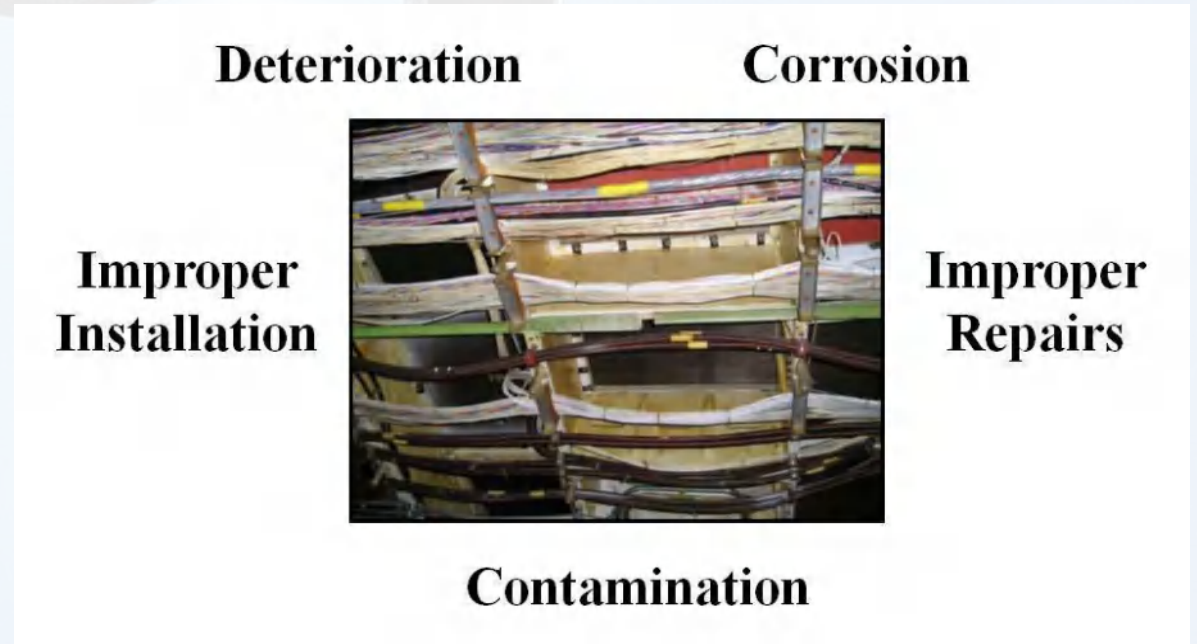 Deterioration
Corrosion
Improper
Installation
Improper
Repairs
Contamination